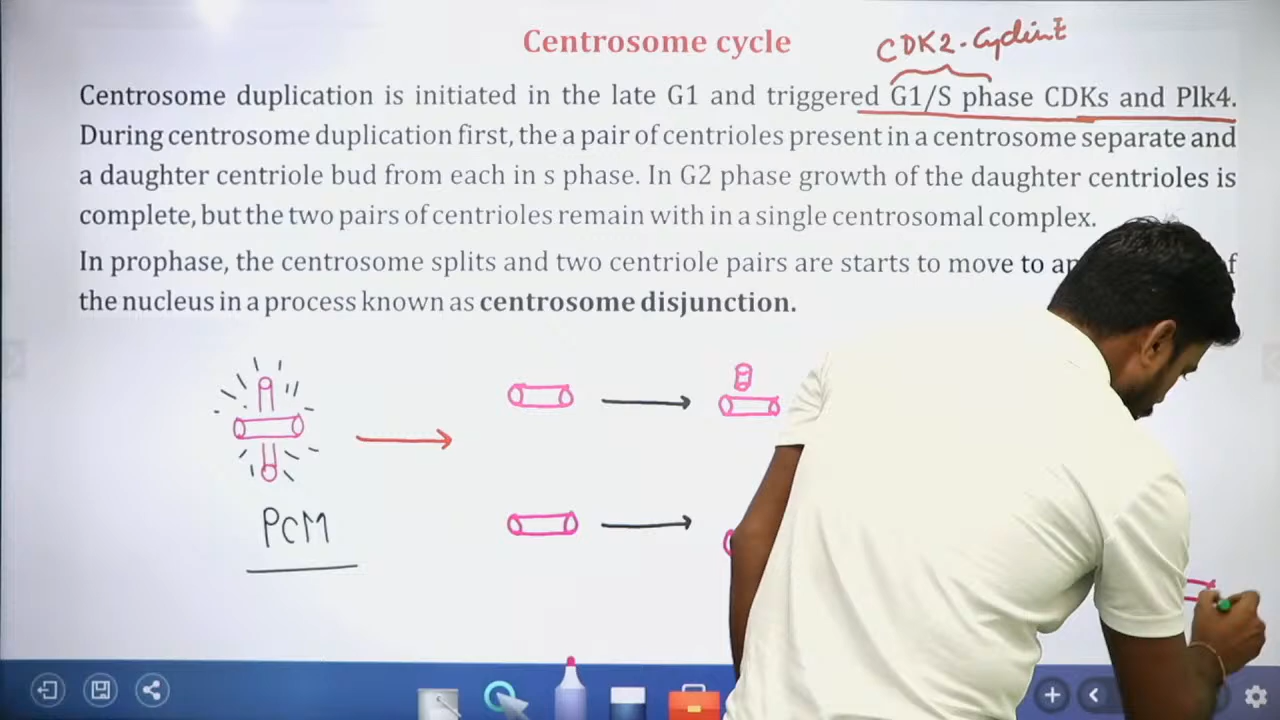 Centrosome cycle
CDK2-Cyclin E
Centrosome duplication is initiated in the late G1 and triggered G1/S phase CDKs and Plk4.
During centrosome duplication first, the a pair of centrioles present in a centrosome separate and
a daughter centriole bud from each in s phase. In G2 phase growth of the daughter centrioles is
complete, but the two pairs of centrioles remain with in a single centrosomal complex.
In prophase, the centrosome splits and two centriole pairs are starts to move to
the nucleus in a process known as centrosome disjunction.
PCM